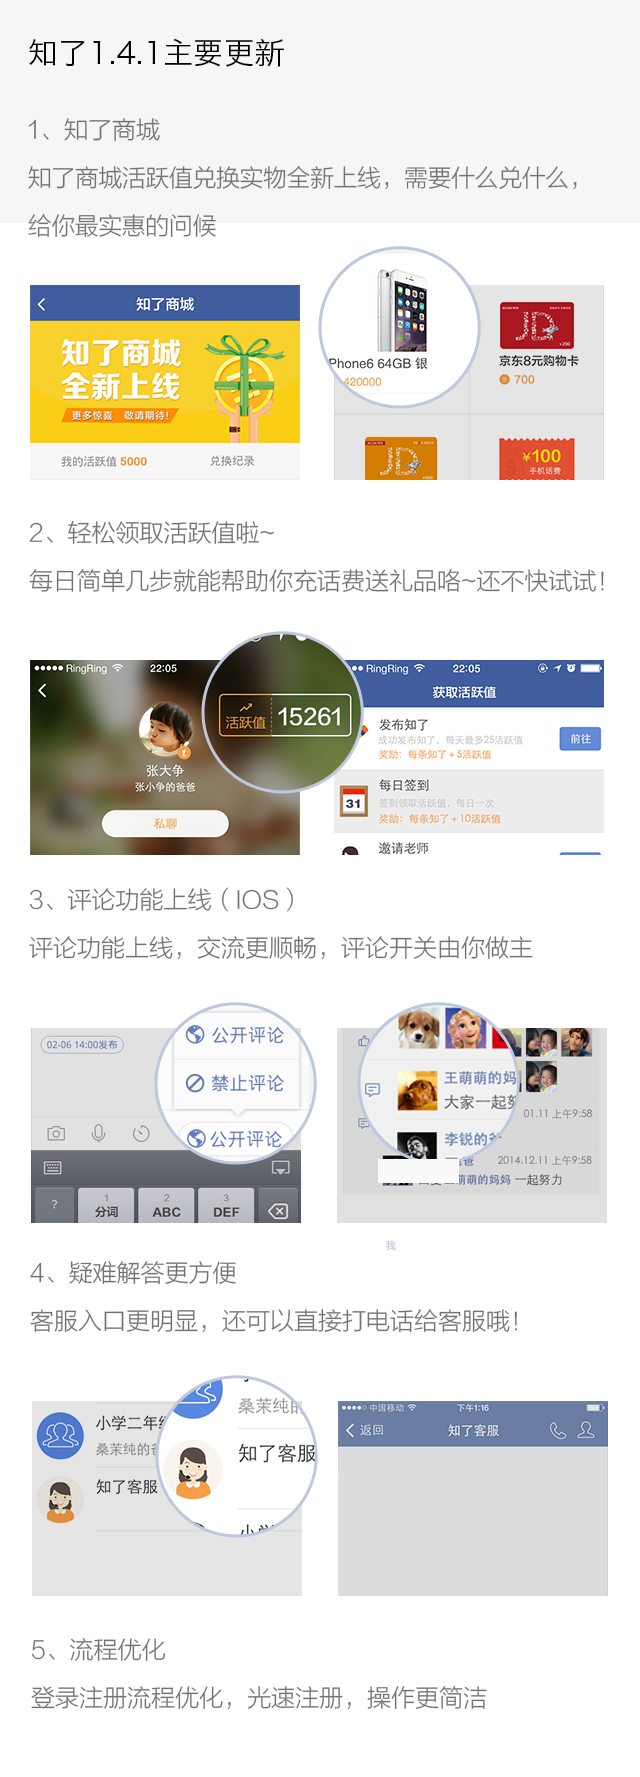 知了1.4.1主要更新
1、知了商城
知了商城活跃值兑换实物全新上线，需要什么兑什么，
给你最实惠的问候
知了商城
知了商城
全新上线
更多惊喜 敬请期待！
我的活跃值 5000
兑换纪录
Phone6 64GB 银
420000
¥200
京东8元购物卡
700
¥500
¥100
手机话费
2、轻松领取活跃值啦~
每日简单几步就能帮助你充话费送礼品咯~还不快试试！
RingRing
22:05
张大争
张小争的爸爸
私聊
活跃值
15261
RingRing
22:05
获取活跃值
发布知了
成功发布知了，每天最多25活跃值
奖励：每条知了＋5活跃值
前往
31
每日签到
签到领取活跃值，每日一次
奖励：每条知了＋10活跃值
邀请老师
3、评论功能上线（IOS）
评论功能上线，交流更顺畅，评论开关由你做主
02-06 14:00发布
公开评论
禁止评论
公开评论
?
1
分词
2
ABC
3
DEF
王萌萌的妈
大家一起努
01.11 上午9:58
李锐的爸
爸
2014.12.11 上午9:58
萌萌的妈妈 一起努力
我
4、疑难解答更方便
客服入口更明显，还可以直接打电话给客服哦！
小学二年级
桑茉纯的爸
知了客服
桑茉纯的
知了客服
小学
中国移动
下午1:16
返回
知了客服
5、流程优化
登录注册流程优化，光速注册，操作更简洁